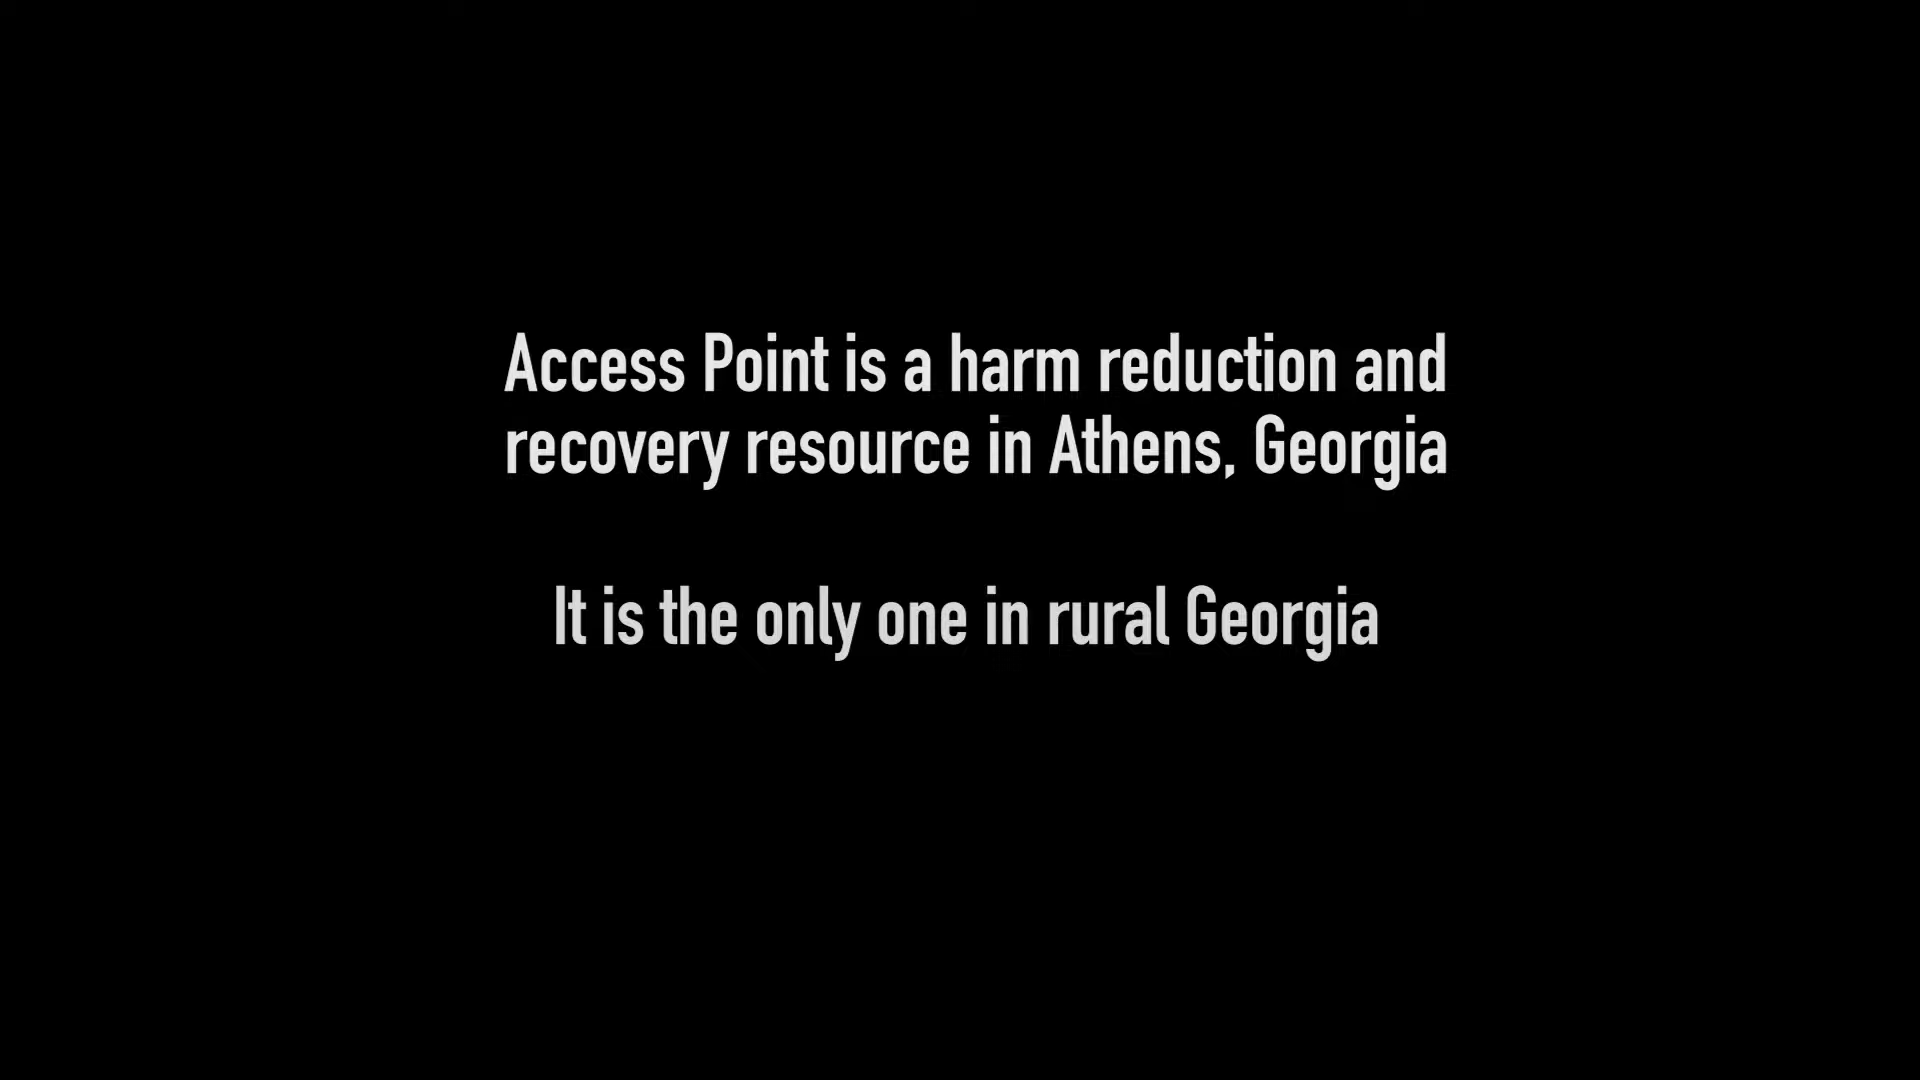 Access Point is a harm reduction and
recovery resource in Athens, Georgia
It is the only one in rural Georgia